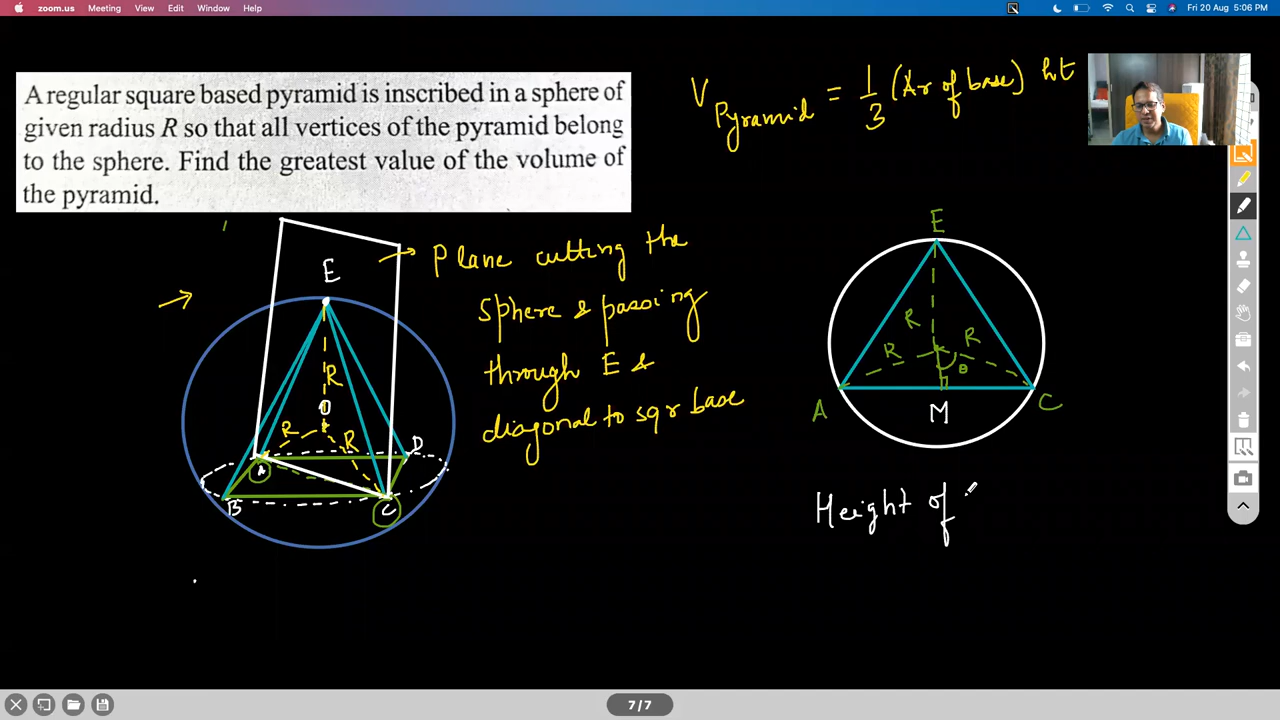 zoom.us Meeting View Edit Window Help
Fri 20 Aug 5:06 PM
A regular square based pyramid is inscribed in a sphere of
given radius R so that all vertices of the pyramid belong
to the sphere. Find the greatest value of the volume of
the pyramid.
V Pyramid = 1/3 (Ar of base) ht
E
Plane cutting the
sphere & passing
through E &
diagonal to sqr base
R
O
R
R
A
B
C
D
E
R
R
R
θ
A
M
C
Height of
7/7